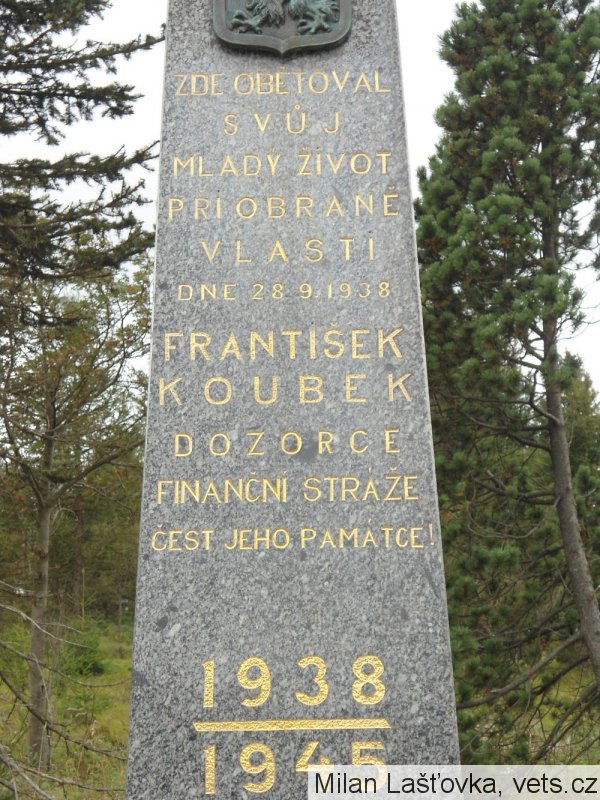 ZDE OBĚTOVAL
SVŮJ
MLADÝ ŽIVOT
PŘI OBRANĚ
VLASTI
DNE 28.9.1938
FRANTIŠEK
KOUBEK
DOZORCE
FINANČNÍ STRÁŽE
ČEST JEHO PAMÁTCE!
1938
1945
Milan Lašťovka, vets.cz